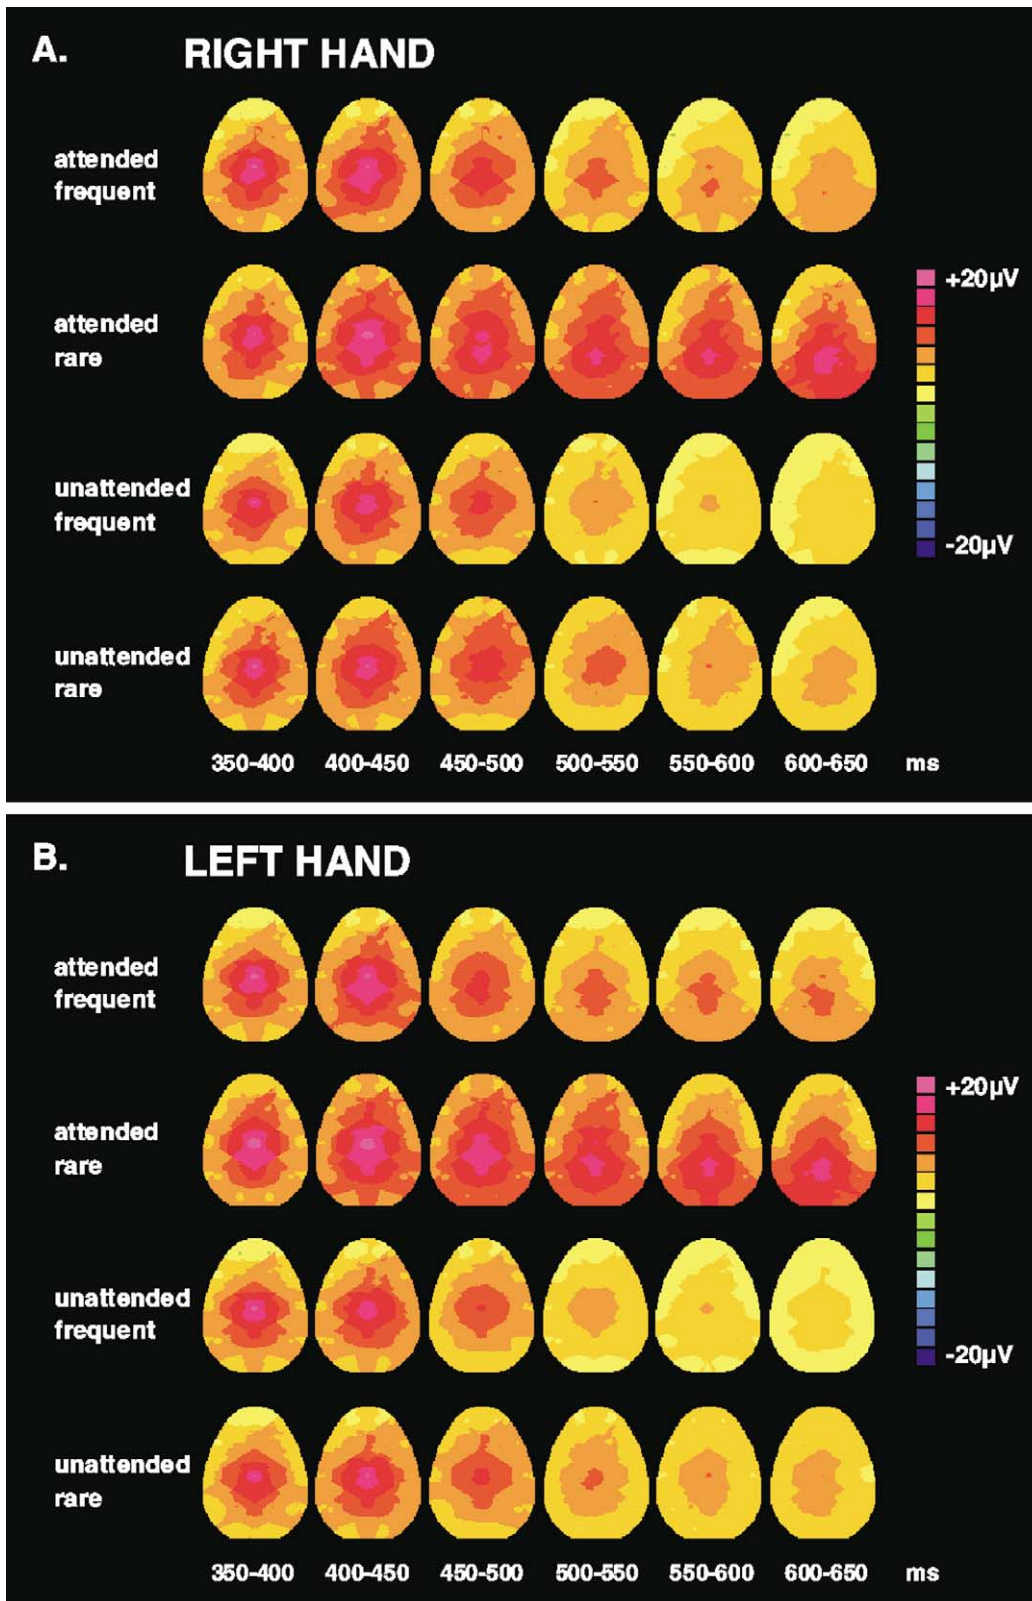 A. RIGHT HAND
attended
frequent
attended
rare
unattended
frequent
unattended
rare
+20µV
-20µV
350-400 400-450 450-500 500-550 550-600 600-650 ms
B. LEFT HAND
attended
frequent
attended
rare
unattended
frequent
unattended
rare
+20µV
-20µV
350-400 400-450 450-500 500-550 550-600 600-650 ms